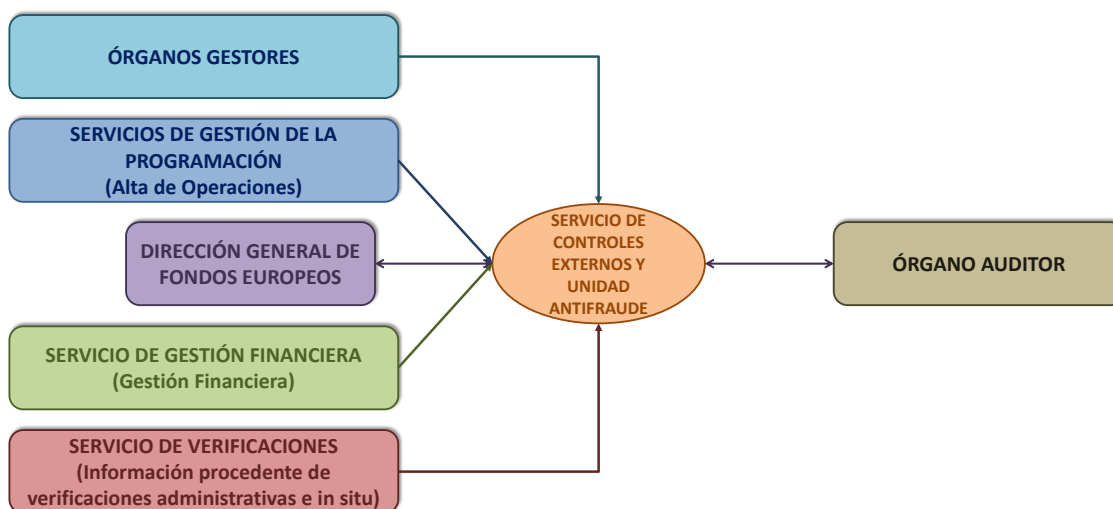 ÓRGANOS GESTORES
SERVICIOS DE GESTIÓN DE LA
PROGRAMACIÓN
(Alta de Operaciones)
DIRECCIÓN GENERAL DE
FONDOS EUROPEOS
SERVICIO DE GESTIÓN FINANCIERA
(Gestión Financiera)
SERVICIO DE VERIFICACIONES
(Información procedente de
verificaciones administrativas e in situ)
SERVICIO DE
CONTROLES
EXTERNOS Y
UNIDAD
ANTIFRAUDE
ÓRGANO AUDITOR